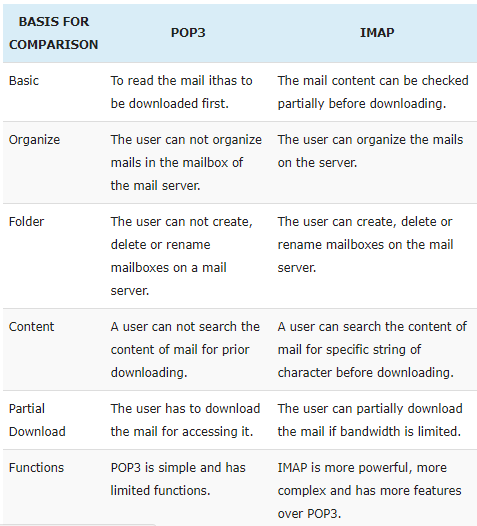 BASIS FOR COMPARISON POP3 IMAP
Basic To read the mail ithas to The mail content can be checked
be downloaded first. partially before downloading.
Organize The user can not organize The user can organize the mails
mails in the mailbox of on the server.
the mail server.
Folder The user can not create, The user can create, delete or
delete or rename rename mailboxes on the mail
mailboxes on a mail server.
server.
Content A user can not search the A user can search the content of
content of mail for prior mail for specific string of
downloading. character before downloading.
Partial The user has to download The user can partially download
Download the mail for accessing it. the mail if bandwidth is limited.
Functions POP3 is simple and has IMAP is more powerful, more
limited functions. complex and has more features
over POP3.